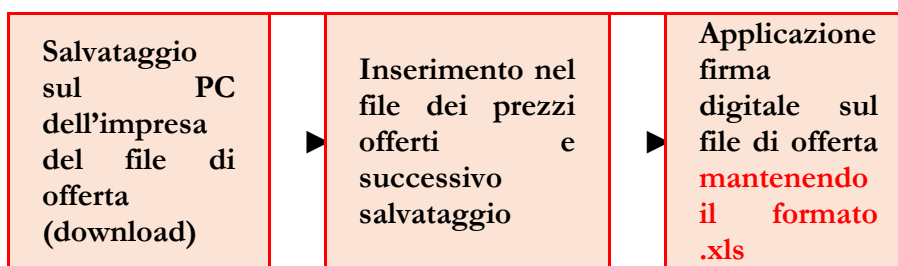 Salvataggio
sul PC
dell'impresa
del file di
offerta
(download)
Inserimento nel
file dei prezzi
offerti e
successivo
salvataggio
Applicazione
firma
digitale sul
file di offerta
mantenendo
il formato
.xls